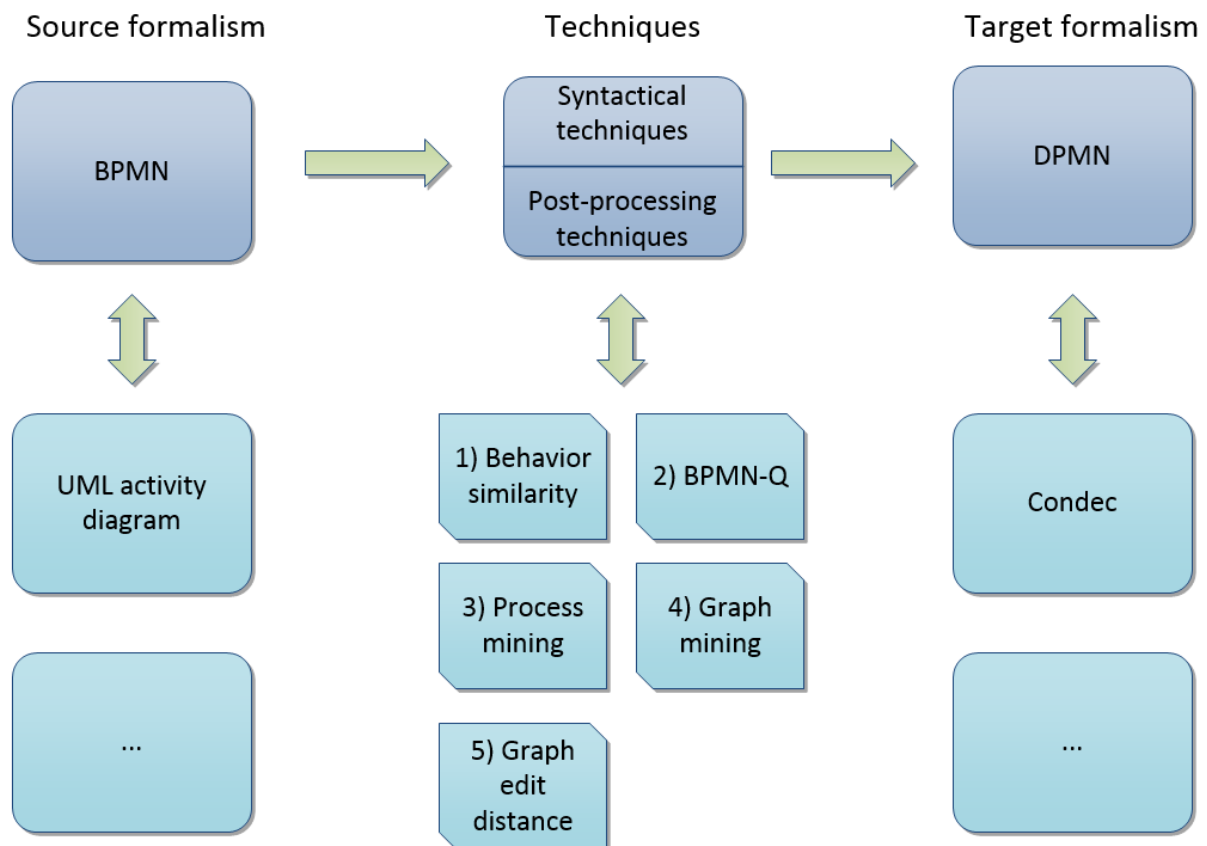 Source formalism
Techniques
Target formalism
BPMN
Syntactical
techniques
Post-processing
techniques
DPMN
UML activity
diagram
1) Behavior
similarity
2) BPMN-Q
Condec
3) Process
mining
4) Graph
mining
...
5) Graph
edit
distance
...